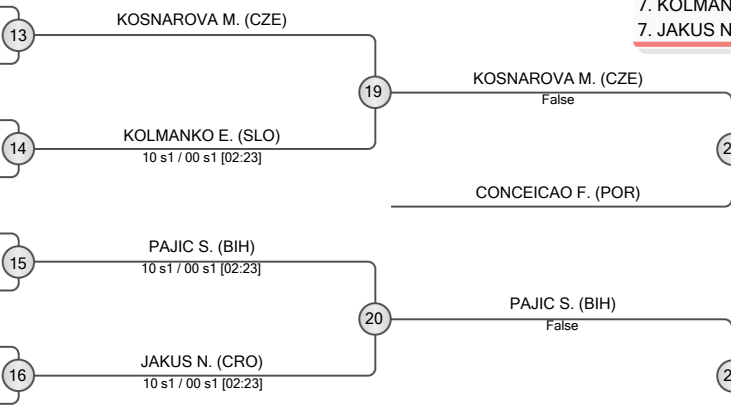 7. KOLMAN
7. JAKUS N
13
KOSNAROVA M. (CZE)
19
KOSNAROVA M. (CZE)
False
14
KOLMANKO E. (SLO)
10 s1 / 00 s1 [02:23]
2
CONCEICAO F. (POR)
15
PAJIC S. (BIH)
10 s1 / 00 s1 [02:23]
20
PAJIC S. (BIH)
False
16
JAKUS N. (CRO)
10 s1 / 00 s1 [02:23]
2